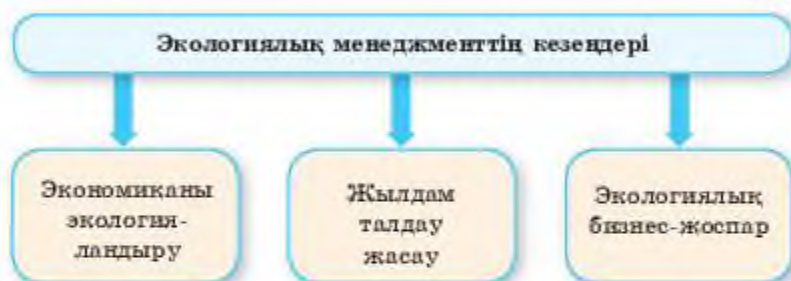 Экологиялық менеджменттің кезеңдері
Экономиканы
экология-
ландыру
Жылдам
талдау
жасау
Экологиялық
бизнес-жоспар